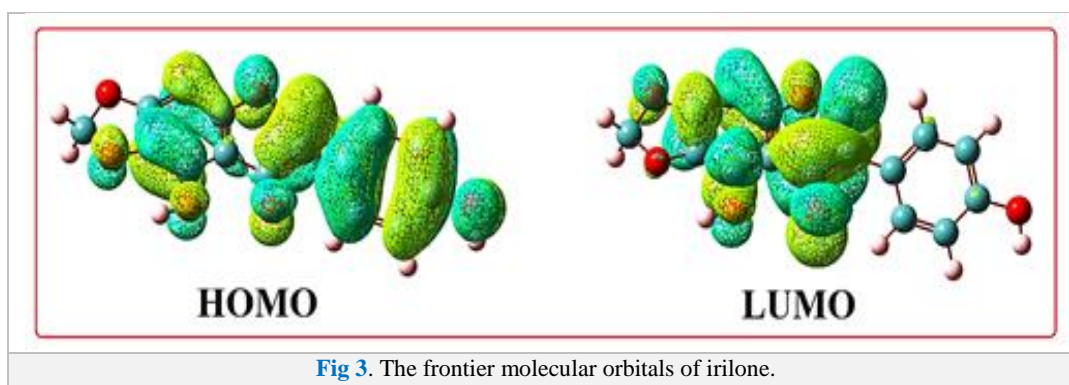 HOMO
LUMO
Fig 3. The frontier molecular orbitals of irilone.